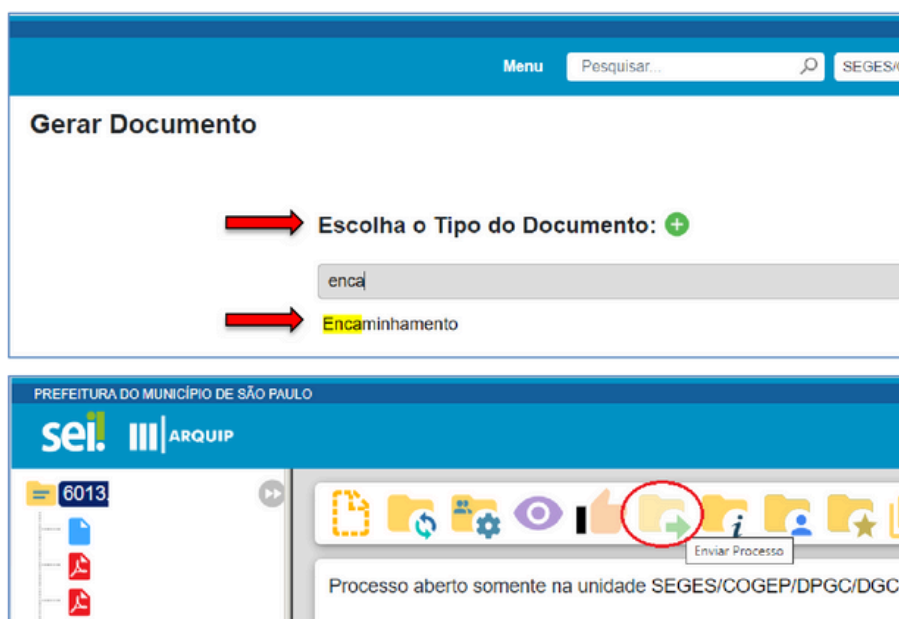 Menu
Pesquisar...
SEGES/
Gerar Documento
Escolha o Tipo do Documento:
enca
Encaminhamento
PREFEITURA DO MUNICÍPIO DE SÃO PAULO
sei! ARQUIP
6013
i
Enviar Processo
Processo aberto somente na unidade SEGES/COGEP/DPGC/DGC